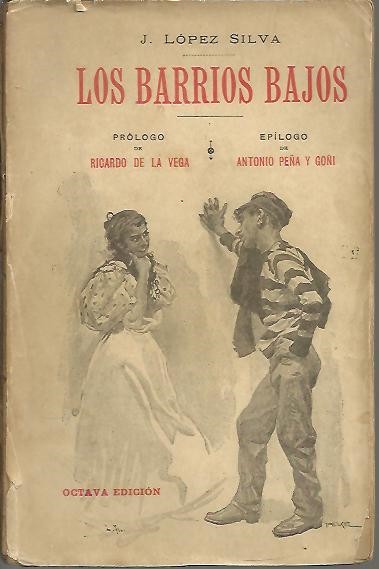 J. LÓPEZ SILVA
LOS BARRIOS BAJOS
PRÓLOGO
DE
RICARDO DE LA VEGA
EPÍLOGO
DE
ANTONIO PEÑA Y GOÑI
OCTAVA EDICIÓN